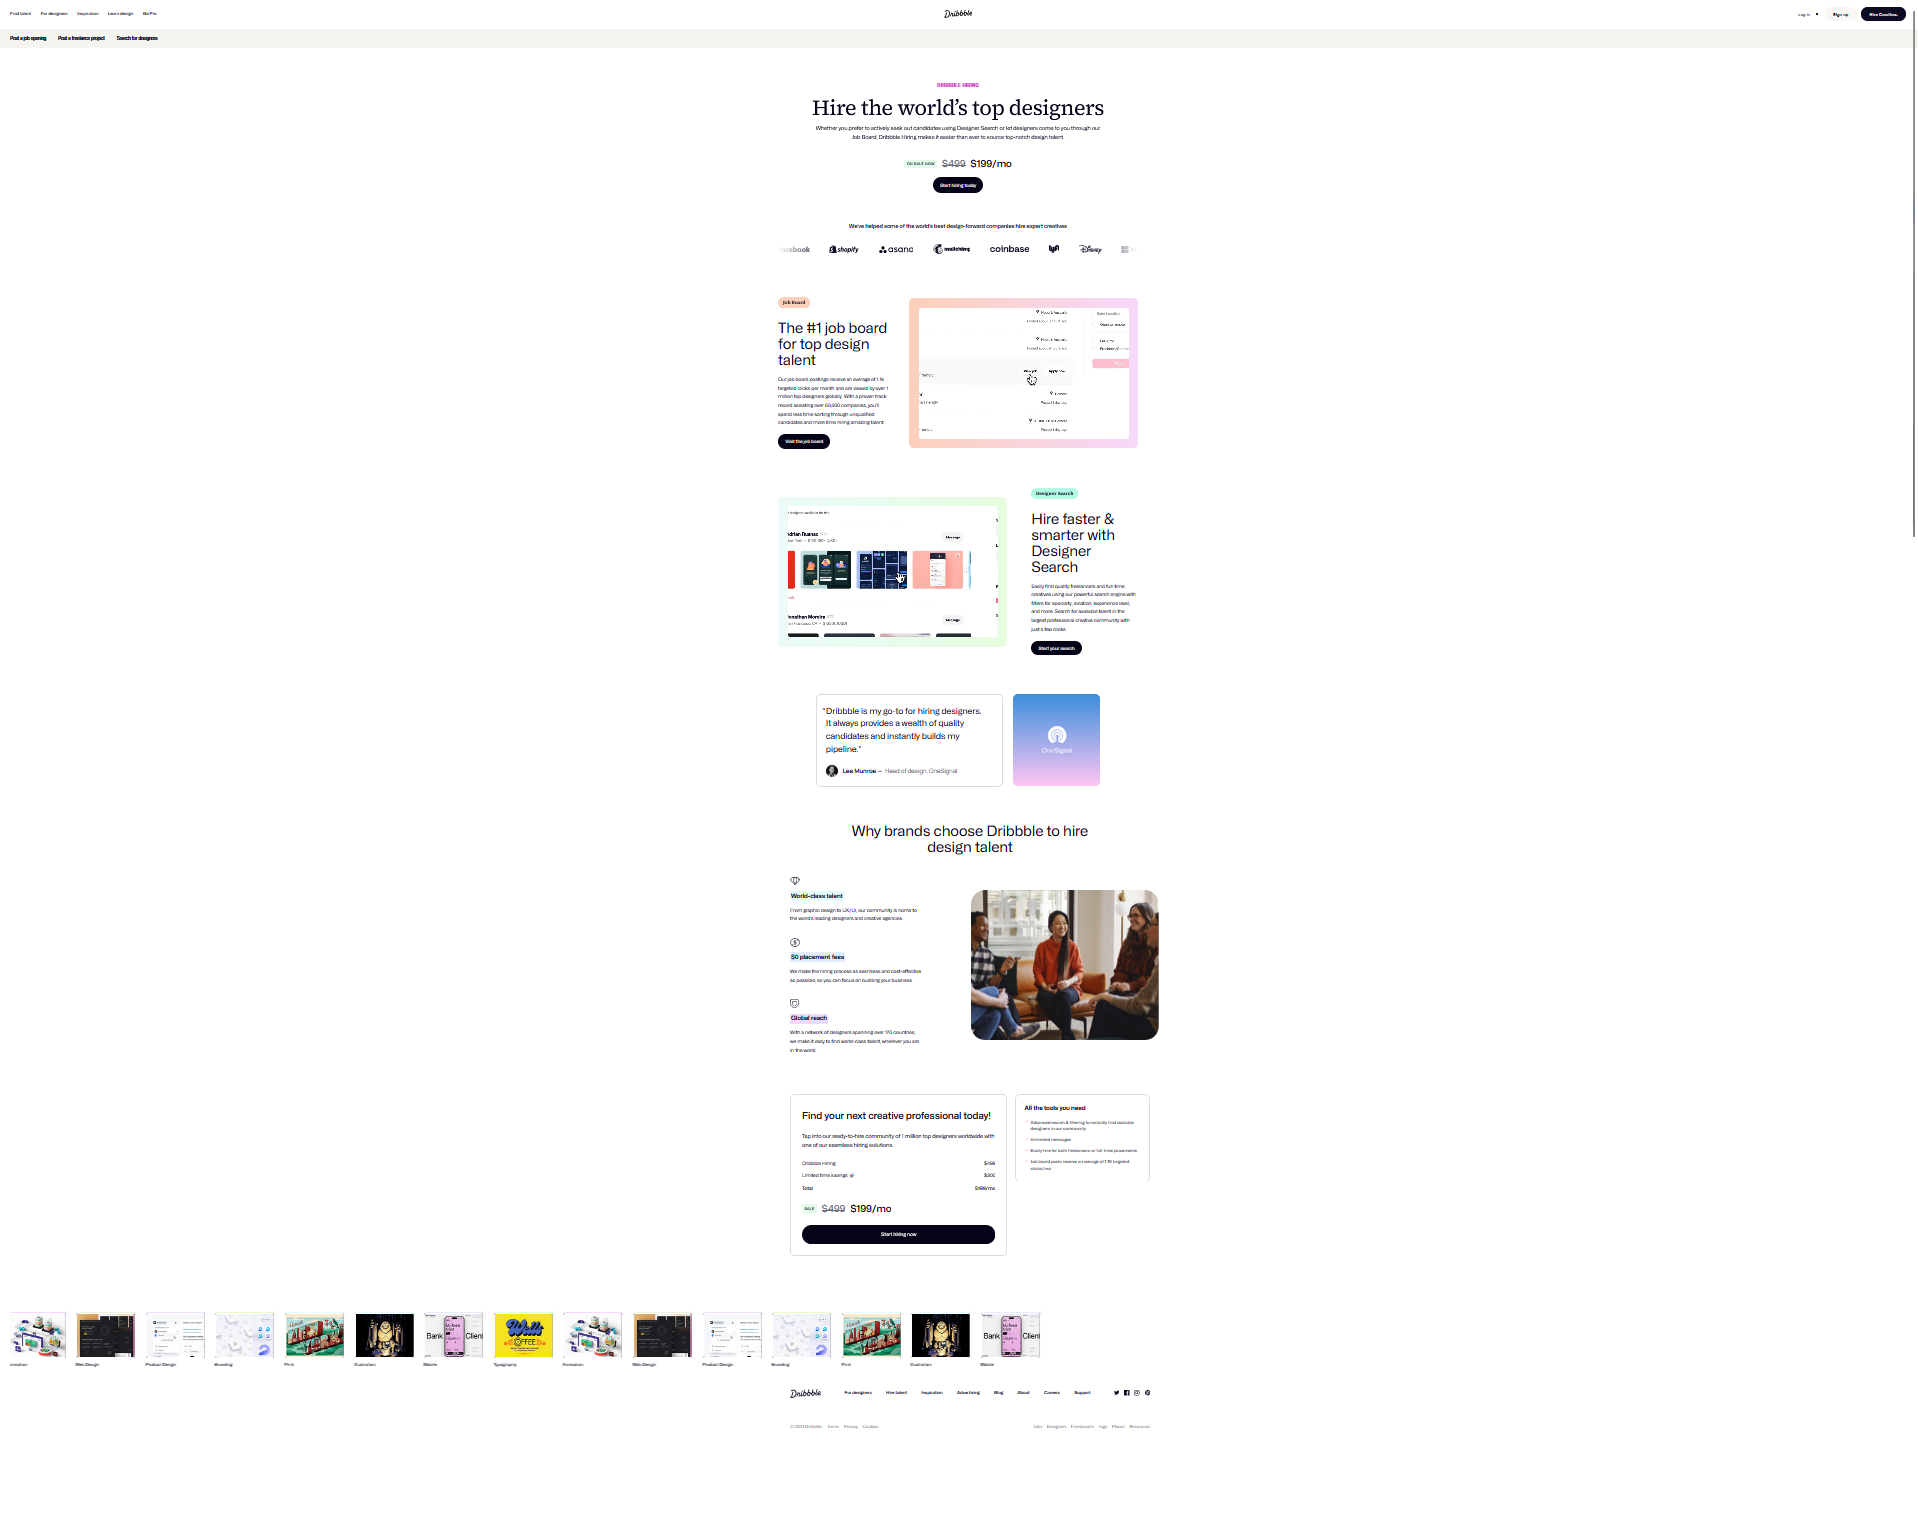 Find talent For designers Inspiration Learn design Go Pro
Dribbble
Log in Sign up Hire Creatives
Post a job opening Post a freelance project Search for designers
DRIBBBLE HIRING
Hire the world's top designers
Whether you prefer to actively seek out candidates using Designer Search or let designers come to you through our
Job Board, Dribbble Hiring makes it easier than ever to source top-notch design talent
ON SALE NOW $499 $199/mo
Start hiring today
We've helped some of the world's best design-forward companies hire expert creatives
acebook shopify asana mailchimp coinbase lyft Disney
Job Board
The #1 job board
for top design
talent
Our job board postings receive an average of 1.1k
targeted clicks per month and are viewed by over 1
million top designers globally. With a proven track
record assisting over 60,000 companies, you'll
spend less time sorting through unqualified
candidates and more time hiring amazing talent
Visit the job board
Designer Search
Hire faster &
smarter with
Designer
Search
Easily find quality freelancers and full-time
creatives using our powerful search engine with
filters for specialty, location, experience level,
and more. Search for available talent in the
largest professional creative community with
just a few clicks.
Start your search
Message
Jonathan Moreira
Message
"Dribbble is my go-to for hiring designers.
It always provides a wealth of quality
candidates and instantly builds my
pipeline."
Lee Munroe — Head of design, OneSignal
OneSignal
Why brands choose Dribbble to hire
design talent
World-class talent
From graphic design to UX/UI, our community is home to
the world's leading designers and creative agencies
$0 placement fees
We make the hiring process as seamless and cost-effective
as possible, so you can focus on building your business.
Global reach
With a network of designers spanning over 170 countries,
we make it easy to find world-class talent, wherever you are
in the world
Find your next creative professional today!
Tap into our ready-to-hire community of 1 million top designers worldwide with
one of our seamless hiring solutions
Dribbble Hiring $499
Limited time savings $300
Total $199/mo
SALE $499 $199/mo
Start hiring now
All the tools you need
Advanced search & filtering to instantly find available
designers in our community
Unlimited messages
Easily hire for both freelancers or full-time placements
Job board posts receive an average of 1.1K targeted
clicks/mo
Bank Client
Wells
COFFEE
Bank Client
nimation Web Design Product Design Branding Print Illustration Mobile Typography Animation Web Design Product Design Branding Print Illustration Mobile
Dribbble For designers Hire talent Inspiration Advertising Blog About Careers Support
© 2023 Dribbble Terms Privacy Cookies
Jobs Designers Freelancers Tags Places Resources